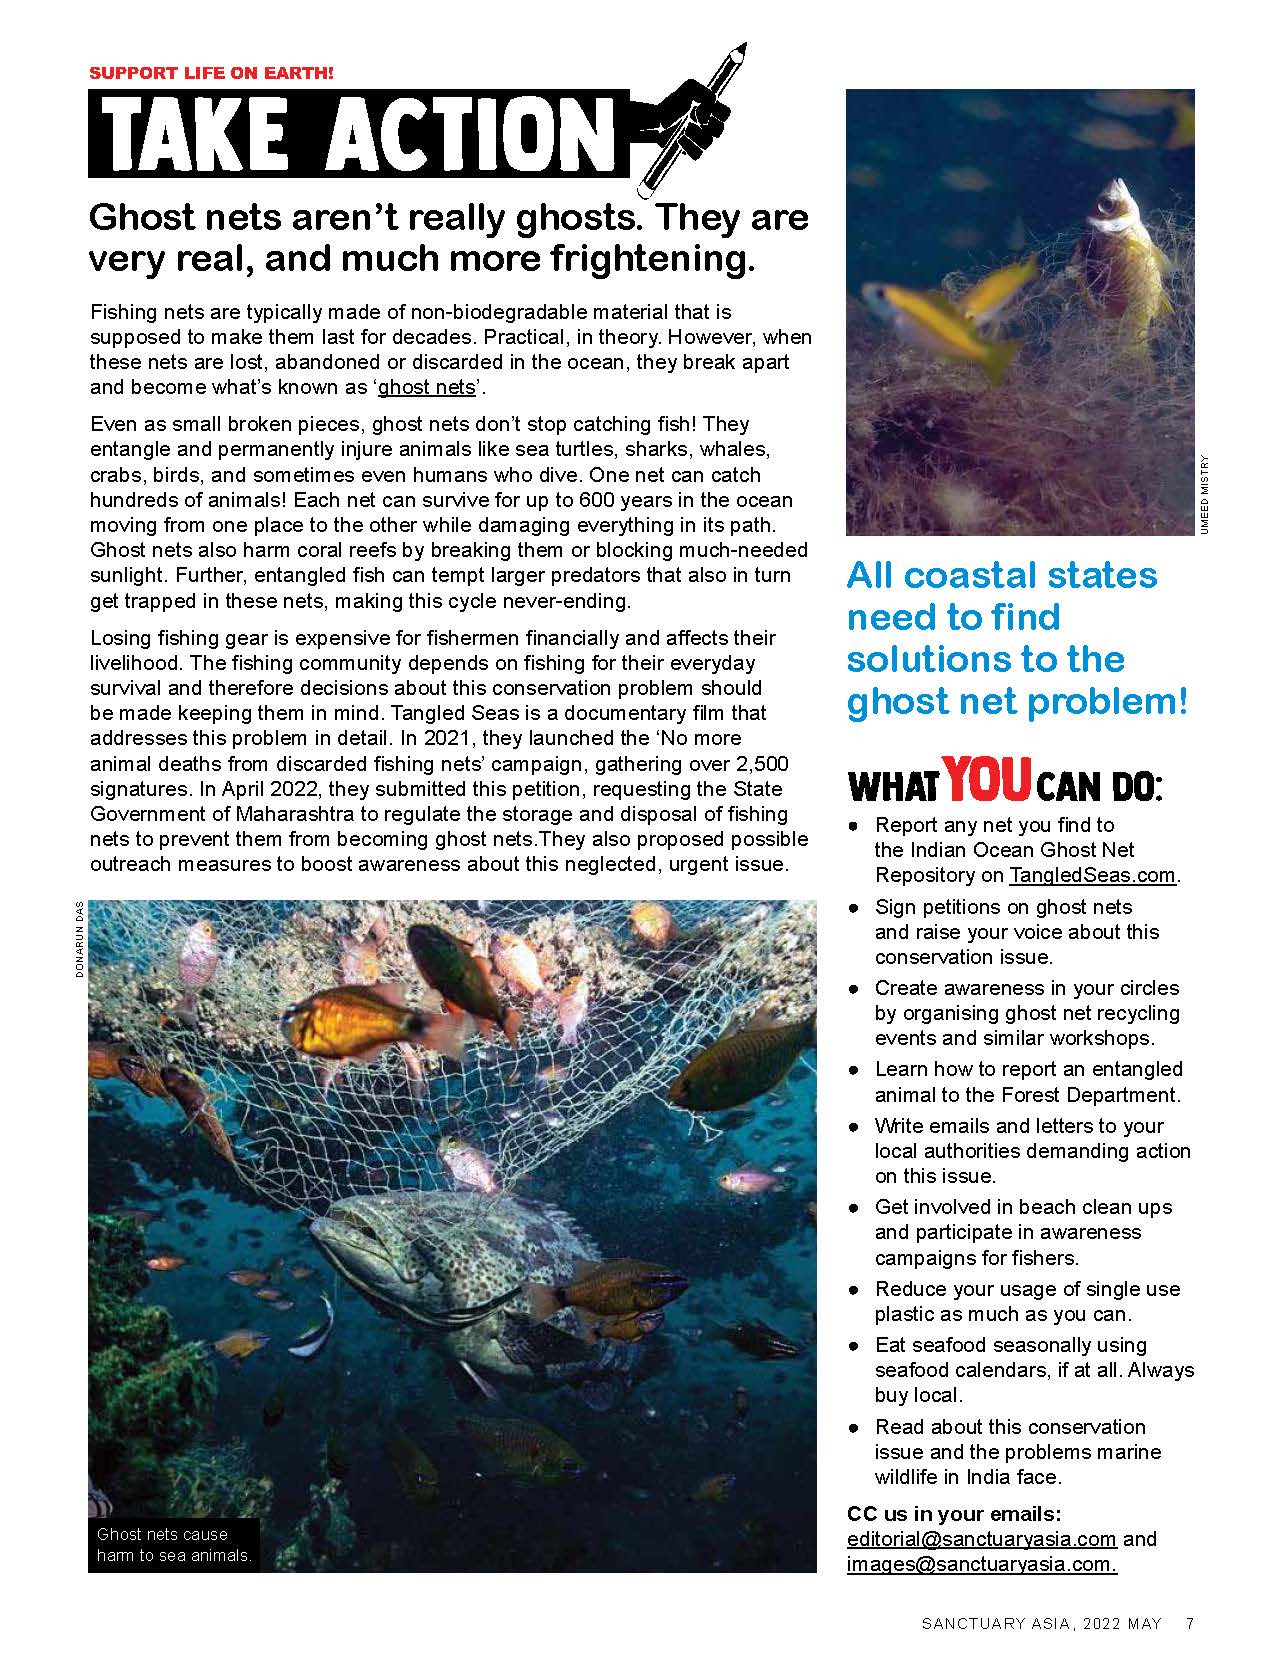 SUPPORT LIFE ON EARTH!
TAKE ACTION
Ghost nets aren't really ghosts. They are
very real, and much more frightening.
Fishing nets are typically made of non-biodegradable material that is
supposed to make them last for decades. Practical, in theory. However, when
these nets are lost, abandoned or discarded in the ocean, they break apart
and become what's known as ‘ghost nets’.
Even as small broken pieces, ghost nets don't stop catching fish! They
entangle and permanently injure animals like sea turtles, sharks, whales,
crabs, birds, and sometimes even humans who dive. One net can catch
hundreds of animals! Each net can survive for up to 600 years in the ocean
moving from one place to the other while damaging everything in its path.
Ghost nets also harm coral reefs by breaking them or blocking much-needed
sunlight. Further, entangled fish can tempt larger predators that also in turn
get trapped in these nets, making this cycle never-ending.
Losing fishing gear is expensive for fishermen financially and affects their
livelihood. The fishing community depends on fishing for their everyday
survival and therefore decisions about this conservation problem should
be made keeping them in mind. Tangled Seas is a documentary film that
addresses this problem in detail. In 2021, they launched the ‘No more
animal deaths from discarded fishing nets’ campaign, gathering over 2,500
signatures. In April 2022, they submitted this petition, requesting the State
Government of Maharashtra to regulate the storage and disposal of fishing
nets to prevent them from becoming ghost nets.They also proposed possible
outreach measures to boost awareness about this neglected, urgent issue.
DONARUN DAS
Ghost nets cause
harm to sea animals.
UMEED MISTRY
All coastal states
need to find
solutions to the
ghost net problem!
WHAT YOU CAN DO:
● Report any net you find to
the Indian Ocean Ghost Net
Repository on TangledSeas.com.
● Sign petitions on ghost nets
and raise your voice about this
conservation issue.
● Create awareness in your circles
by organising ghost net recycling
events and similar workshops.
● Learn how to report an entangled
animal to the Forest Department.
● Write emails and letters to your
local authorities demanding action
on this issue.
● Get involved in beach clean ups
and participate in awareness
campaigns for fishers.
● Reduce your usage of single use
plastic as much as you can.
● Eat seafood seasonally using
seafood calendars, if at all. Always
buy local.
● Read about this conservation
issue and the problems marine
wildlife in India face.
CC us in your emails:
editorial@sanctuaryasia.com and
images@sanctuaryasia.com.
SANCTUARY ASIA, 2022 MAY 7